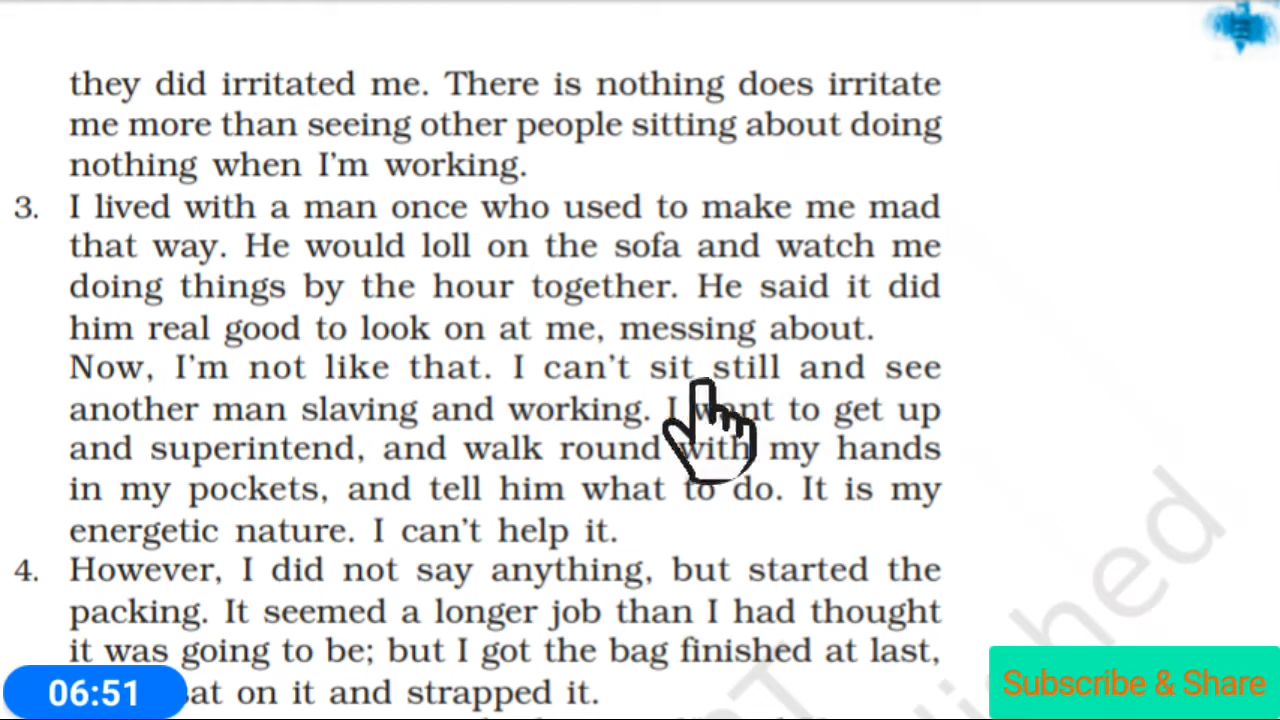 they did irritated me. There is nothing does irritate
me more than seeing other people sitting about doing
nothing when I'm working.
3. I lived with a man once who used to make me mad
that way. He would loll on the sofa and watch me
doing things by the hour together. He said it did
him real good to look on at me, messing about.
Now, I'm not like that. I can't sit still and see
another man slaving and working. I want to get up
and superintend, and walk round with my hands
in my pockets, and tell him what to do. It is my
energetic nature. I can't help it.
4. However, I did not say anything, but started the
packing. It seemed a longer job than I had thought
it was going to be; but I got the bag finished at last,
at on it and strapped it.
06:51
Subscribe & Share